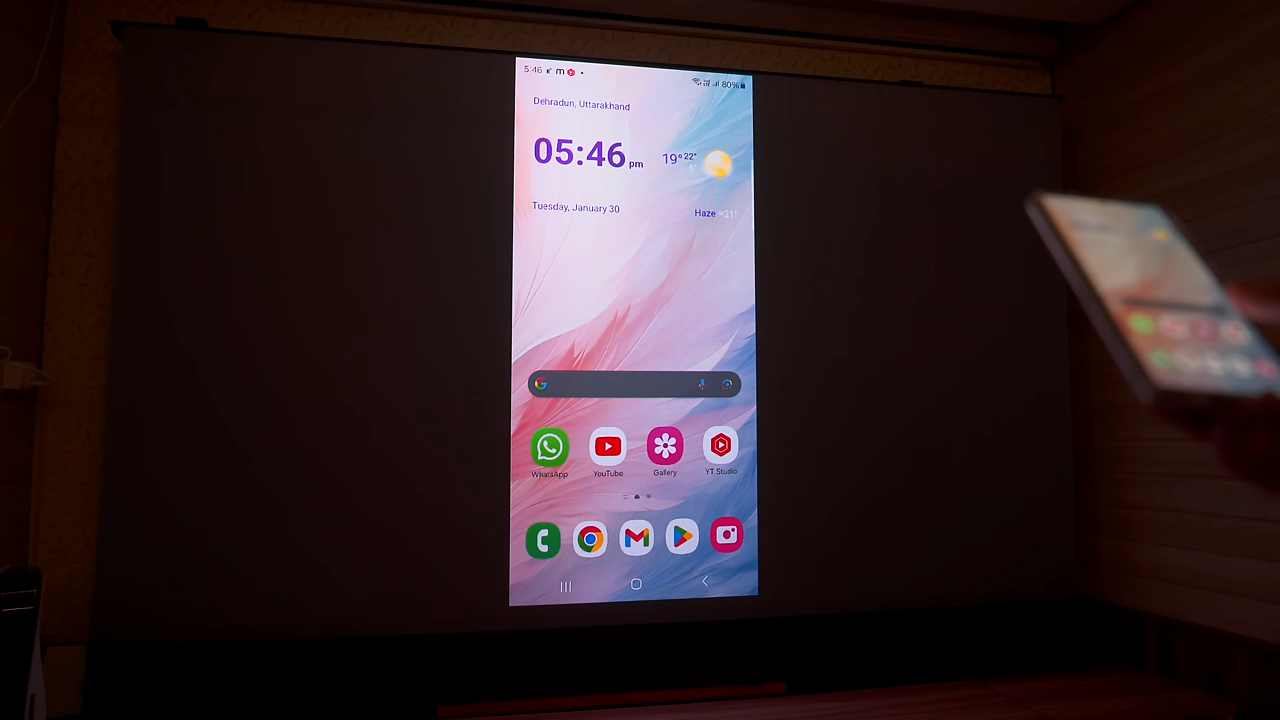 5:46 m
80%
Dehradun, Uttarakhand
05:46 pm
19° 22°
Tuesday, January 30
Haze
WhatsApp YouTube Gallery YT Studio